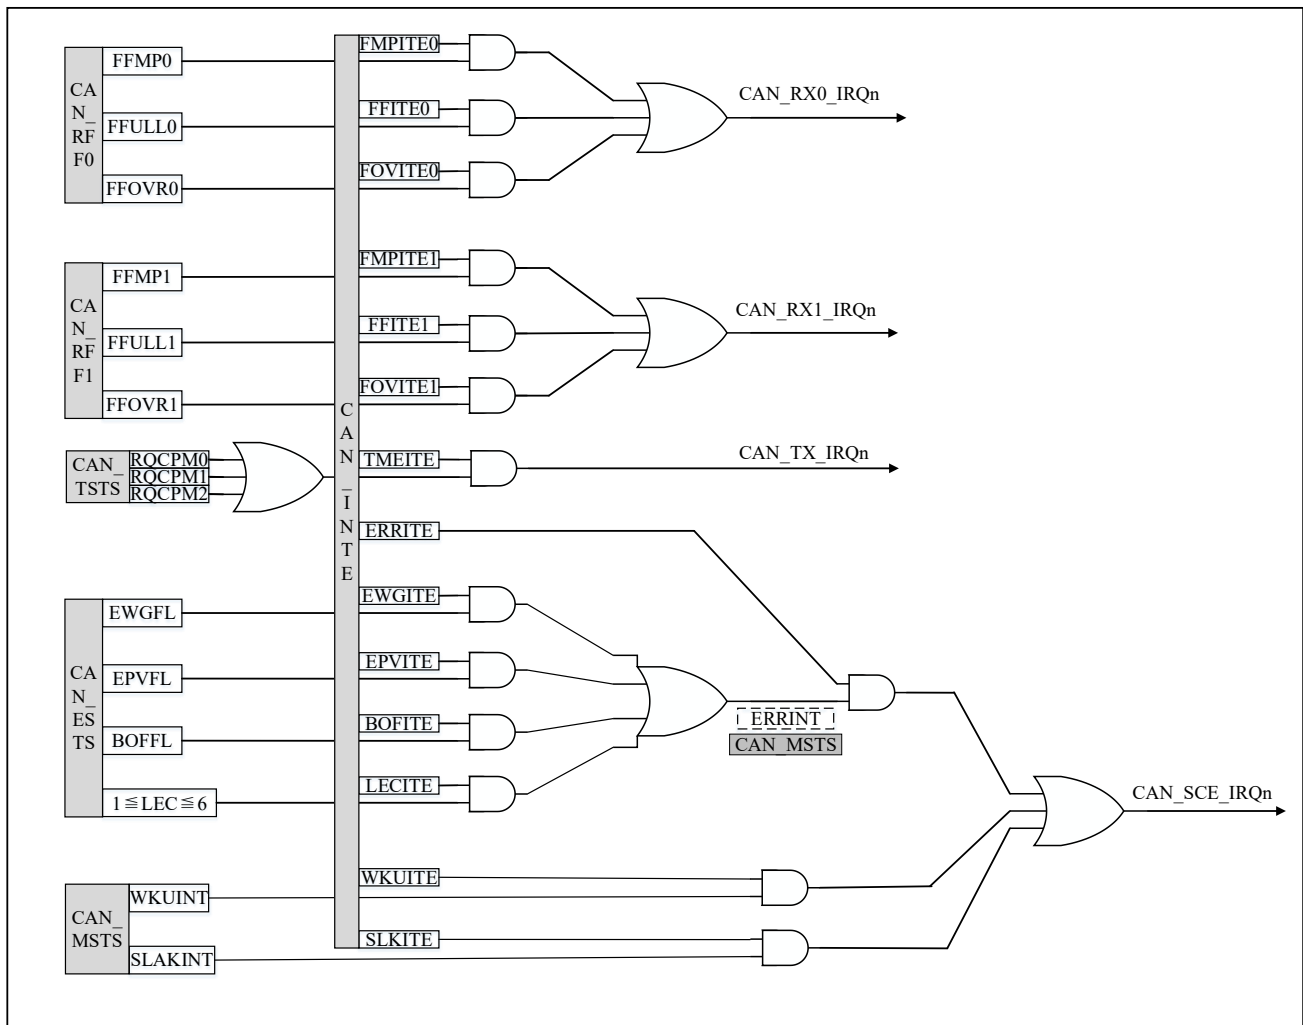 CA
N_
RF
F0
FFMP0
FFULL0
FFOVR0
FMPITE0
FFITE0
FOVITE0
CAN_RX0_IRQn
CA
N_
RF
F1
FFMP1
FFULL1
FFOVR1
FMPITE1
FFITE1
FOVITE1
CAN_RX1_IRQn
C
A
N
_I
N
T
E
CAN_
TSTS
RQCPM0
RQCPM1
RQCPM2
TMEITE
CAN_TX_IRQn
ERRITE
CA
N_
ES
TS
EWGFL
EPVFL
BOFFL
1≦LEC≦6
EWGITE
EPVITE
BOFITE
LECITE
ERRINT
CAN_MSTS
CAN_SCE_IRQn
CAN_
MSTS
WKUINT
SLAKINT
WKUITE
SLKITE